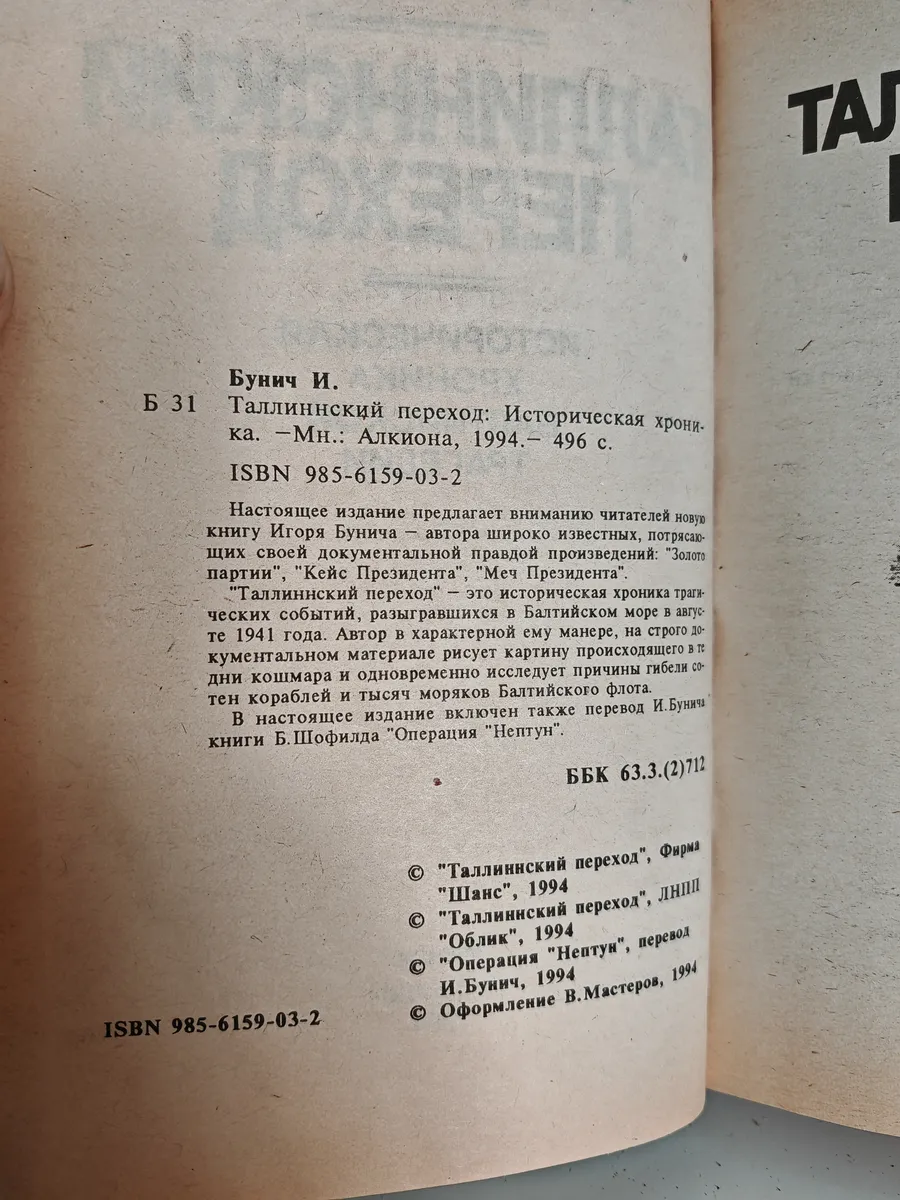 Бунич И.
Б 31 Таллиннский переход: Историческая хрони-
ка. —Мн.: Алкиона, 1994.— 496 с.
ISBN 985-6159-03-2
Настоящее издание предлагает вниманию читателей новую
книгу Игоря Бунича — автора широко известных, потрясаю-
щих своей документальной правдой произведений: "Золото
партии", "Кейс Президента", "Меч Президента".
"Таллиннский переход" — это историческая хроника траги-
ческих событий, разыгравшихся в Балтийском море в авгус-
те 1941 года. Автор в характерной ему манере, на строго до-
кументальном материале рисует картину происходящего в те
дни кошмара и одновременно исследует причины гибели со-
тен кораблей и тысяч моряков Балтийского флота.
В настоящее издание включен также перевод И.Бунича
книги Б.Шофилда "Операция "Нептун".
ББК 63.3.(2)712
© "Таллиннский переход", Фирма
"Шанс", 1994
© "Таллиннский переход", ЛНПП
"Облик", 1994
© "Операция "Нептун", перевод
И.Бунич, 1994
© Оформление В.Мастеров, 1994
ISBN 985-6159-03-2
ТАЛ